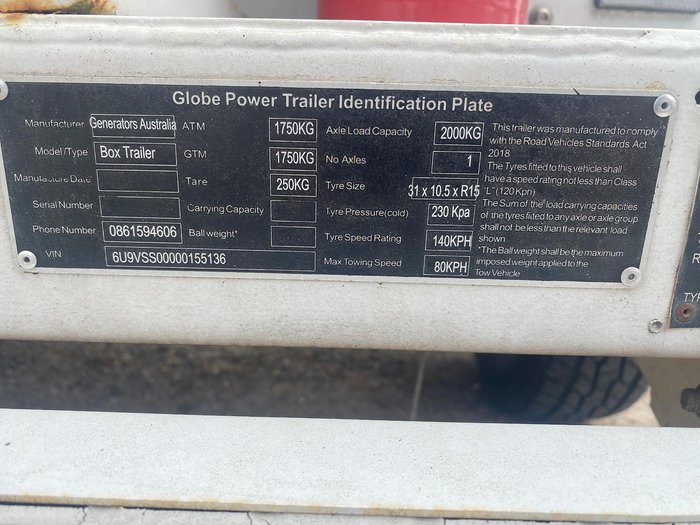 Globe Power Trailer Identification Plate
Manufacturer Generators Australia ATM 1750KG Axle Load Capacity 2000KG
Model/Type Box Trailer GTM 1750KG No Axles 1
Manufacture Date Tare 250KG Tyre Size 31 x 10.5 x R15
Serial Number Carrying Capacity Tyre Pressure(cold) 230 Kpa
Phone Number 0861594606 Ball weight* Tyre Speed Rating 140KPH
VIN 6U9VSS00000155136 Max Towing Speed 80KPH
This trailer was manufactured to comply
with the Road Vehicles Standards Act
2018
The Tyres fitted to this vehicle shall
have a speed rating not less than Class
"L" (120Kph)
The Sum of the load carrying capacities
of the tyres fitted to any axle or axle group
shall not be less than the relevant load
shown
*The Ball weight shall be the maximum
imposed weight applied to the
Tow Vehicle